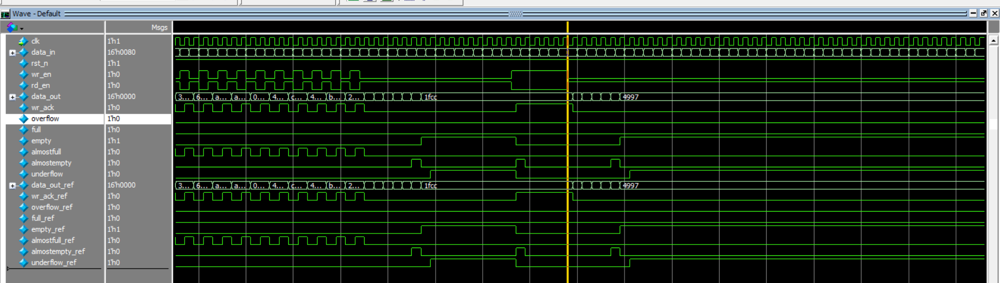 Wave - Default
Msgs
clk 1'h1
data_in 16'h0080
rst_n 1'h1
wr_en 1'h0
rd_en 1'h0
data_out 16'h0000 3... 6... a... a... 0... 4... c... 4... b... 2... 1fcc 4997
wr_ack 1'h0
overflow 1'h0
full 1'h0
empty 1'h1
almostfull 1'h0
almostempty 1'h0
underflow 1'h0
data_out_ref 16'h0000 3... 6... a... a... 0... 4... c... 4... b... 2... 1fcc 4997
wr_ack_ref 1'h0
overflow_ref 1'h0
full_ref 1'h0
empty_ref 1'h1
almostfull_ref 1'h0
almostempty_ref 1'h0
underflow_ref 1'h0